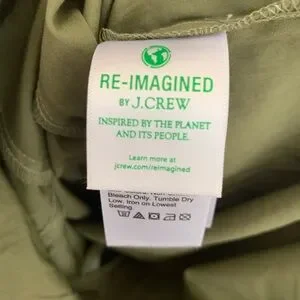 RE-IMAGINED
BY J.CREW
INSPIRED BY THE PLANET
AND ITS PEOPLE.
Learn more at
jcrew.com/reimagined
Bleach Only. Tumble Dry
Low. Iron on Lowest
Setting.